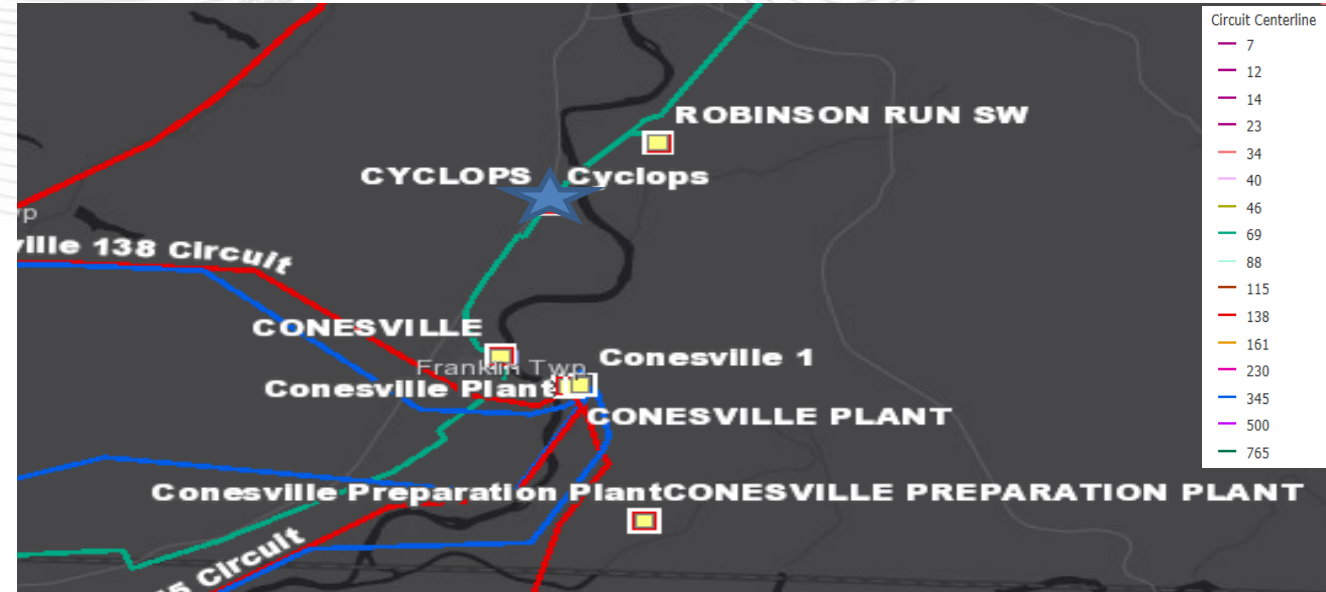 Circuit Centerline
7
12
14
23
34
40
46
69
88
115
138
161
230
345
500
765
ROBINSON RUN SW
CYCLOPS Cyclops
138 Circuit
CONESVILLE
Franklin Twp
Conesville 1
Conesville Plant
CONESVILLE PLANT
Conesville Preparation Plant CONESVILLE PREPARATION PLANT
Circuit